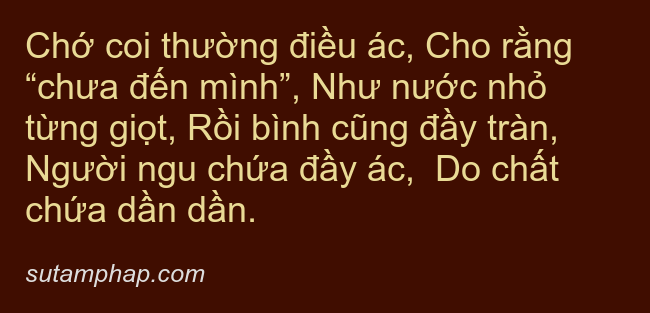 Chớ coi thường điều ác, Cho rằng
“chưa đến mình”, Như nước nhỏ
từng giọt, Rồi bình cũng đầy tràn,
Người ngu chứa đầy ác,  Do chất
chứa dần dần.
sutamphap.com